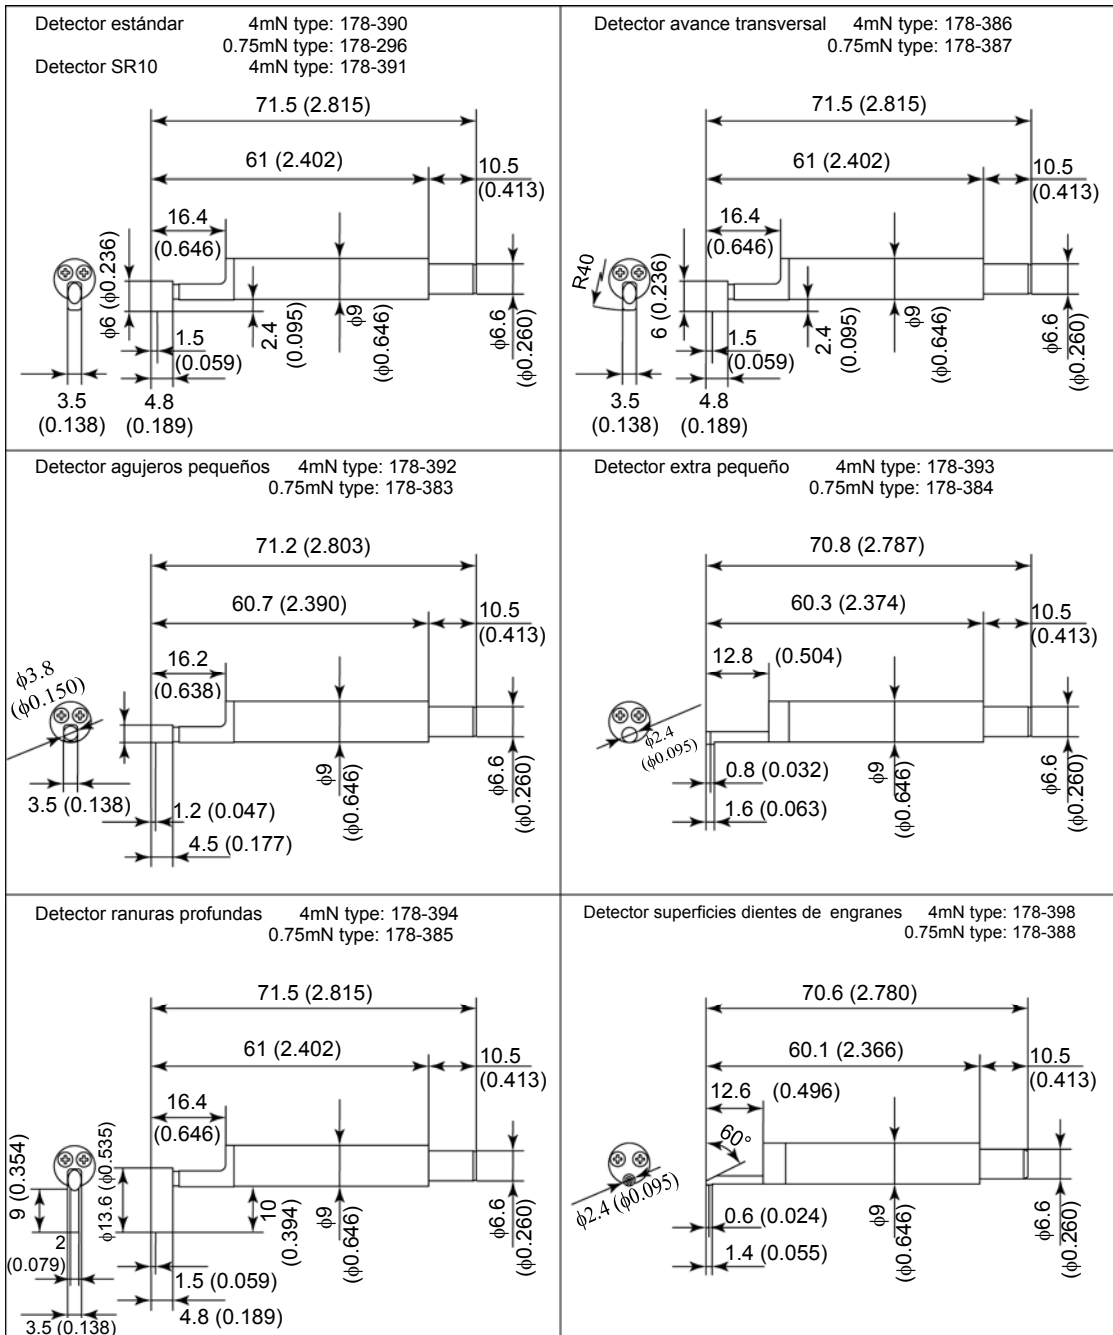 Detector estándar 4mN type: 178-390
0.75mN type: 178-296
Detector SR10 4mN type: 178-391
71.5 (2.815)
61 (2.402)
10.5
(0.413)
16.4
(0.646)
ϕ6 (ϕ0.236)
1.5
(0.059)
2.4
(0.095)
ϕ9
(ϕ0.646)
ϕ6.6
(ϕ0.260)
3.5
(0.138)
4.8
(0.189)
Detector avance transversal 4mN type: 178-386
0.75mN type: 178-387
71.5 (2.815)
61 (2.402)
10.5
(0.413)
16.4
(0.646)
R40
6 (0.236)
1.5
(0.059)
2.4
(0.095)
ϕ9
(ϕ0.646)
ϕ6.6
(ϕ0.260)
3.5
(0.138)
4.8
(0.189)
Detector agujeros pequeños 4mN type: 178-392
0.75mN type: 178-383
71.2 (2.803)
60.7 (2.390)
10.5
(0.413)
16.2
(0.638)
ϕ3.8
(ϕ0.150)
3.5 (0.138)
1.2 (0.047)
4.5 (0.177)
ϕ9
(ϕ0.646)
ϕ6.6
(ϕ0.260)
Detector extra pequeño 4mN type: 178-393
0.75mN type: 178-384
70.8 (2.787)
60.3 (2.374)
10.5
(0.413)
12.8 (0.504)
ϕ2.4
(ϕ0.095)
0.8 (0.032)
1.6 (0.063)
ϕ9
(ϕ0.646)
ϕ6.6
(ϕ0.260)
Detector ranuras profundas 4mN type: 178-394
0.75mN type: 178-385
71.5 (2.815)
61 (2.402)
10.5
(0.413)
16.4
(0.646)
9 (0.354)
ϕ13.6 (ϕ0.535)
10
(0.394)
ϕ9
(ϕ0.646)
ϕ6.6
(ϕ0.260)
2
(0.079)
1.5 (0.059)
4.8 (0.189)
3.5 (0.138)
Detector superficies dientes de engranes 4mN type: 178-398
0.75mN type: 178-388
70.6 (2.780)
60.1 (2.366)
10.5
(0.413)
12.6 (0.496)
60°
ϕ2.4 (ϕ0.095)
0.6 (0.024)
1.4 (0.055)
ϕ9
(ϕ0.646)
ϕ6.6
(ϕ0.260)